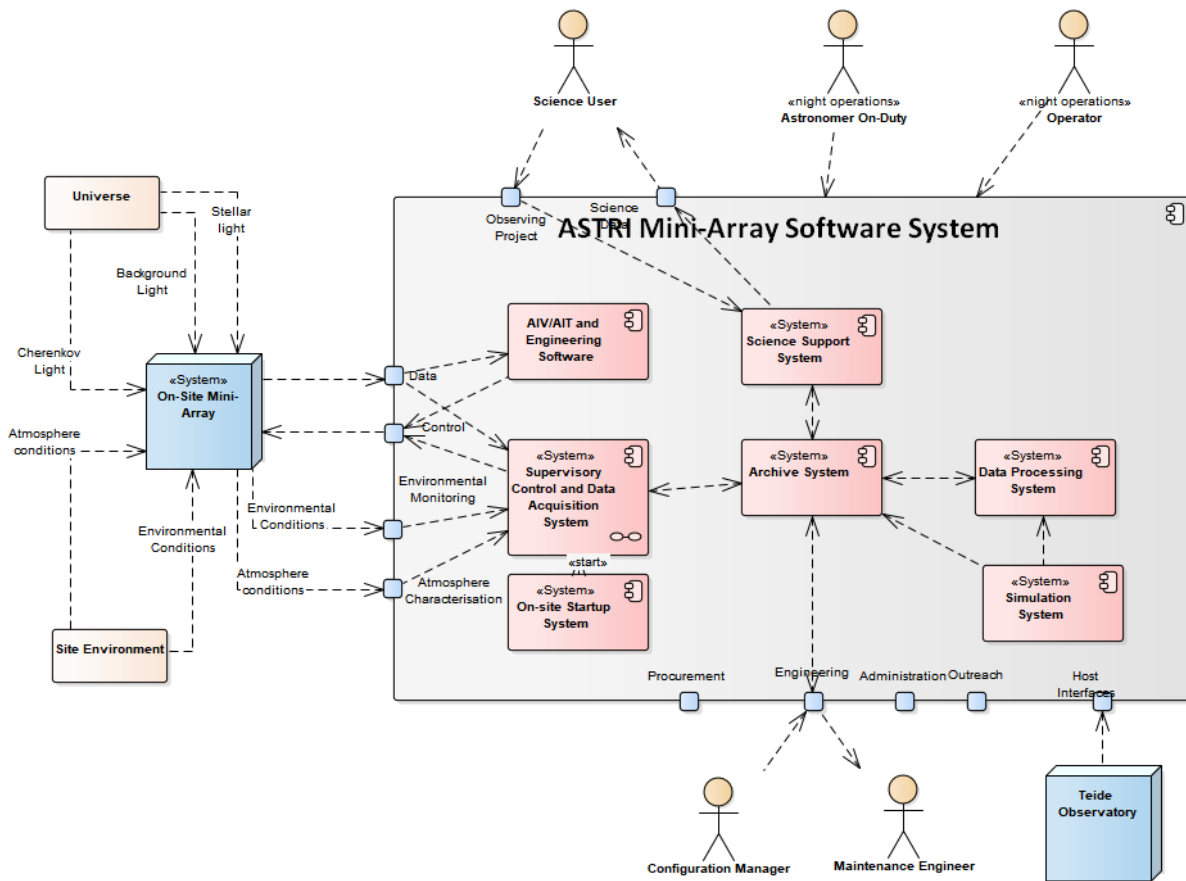 Science User
«night operations»
Astronomer On-Duty
«night operations»
Operator
Universe
Stellar
light
Background
Light
Cherenkov
Light
Atmosphere
conditions
«System»
On-Site Mini-
Array
Environmental
Conditions
Environmental
Conditions
Atmosphere
conditions
Site Environment
Observing
Project
Science
Data
ASTRI Mini-Array Software System
AIV/AIT and
Engineering
Software
«System»
Science Support
System
Data
Control
Environmental
Monitoring
«System»
Supervisory
Control and Data
Acquisition
System
«System»
Archive System
«System»
Data Processing
System
«start»
Atmosphere
Characterisation
«System»
On-site Startup
System
«System»
Simulation
System
Procurement
Engineering
Administration
Outreach
Host
Interfaces
Configuration Manager
Maintenance Engineer
Teide
Observatory